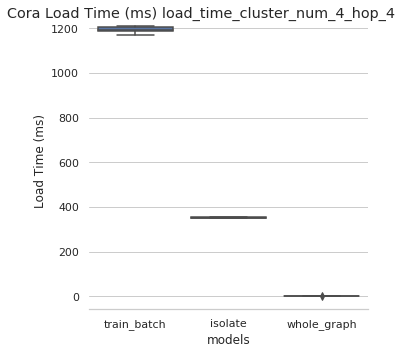 Cora Load Time (ms) load_time_cluster_num_4_hop_4
1200
1000
800
600
400
200
0
Load Time (ms)
train_batch isolate whole_graph
models